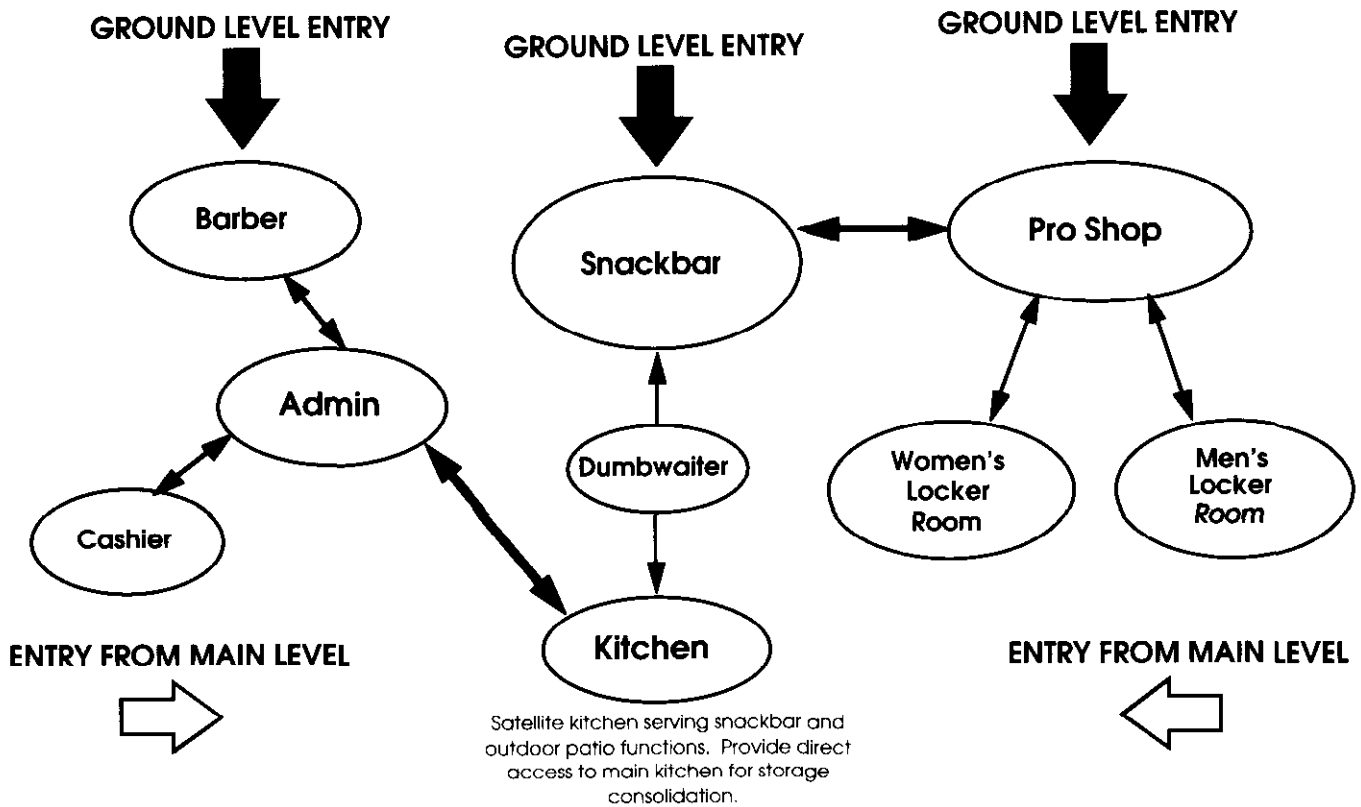 GROUND LEVEL ENTRY
GROUND LEVEL ENTRY
GROUND LEVEL ENTRY
Barber
Snackbar
Pro Shop
Admin
Dumbwaiter
Women's
Locker
Room
Men's
Locker
Room
Cashier
Kitchen
ENTRY FROM MAIN LEVEL
ENTRY FROM MAIN LEVEL
Satellite kitchen serving snackbar and
outdoor patio functions. Provide direct
access to main kitchen for storage
consolidation.